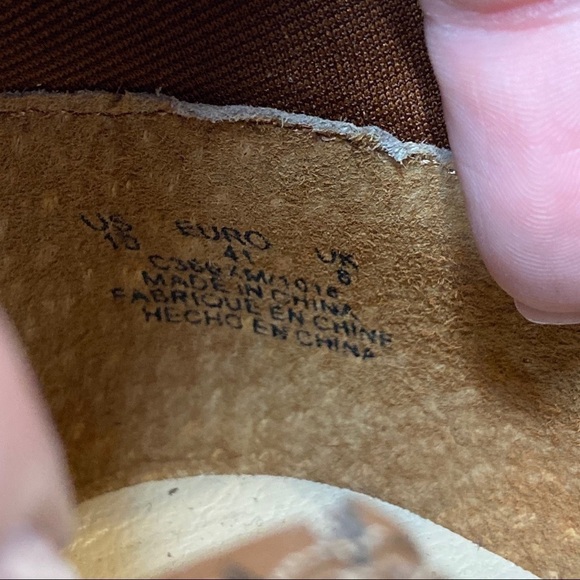 US EURO UK
10 41 8
MADE IN CHINA
FABRIQUE EN CHINE
HECHO EN CHINA